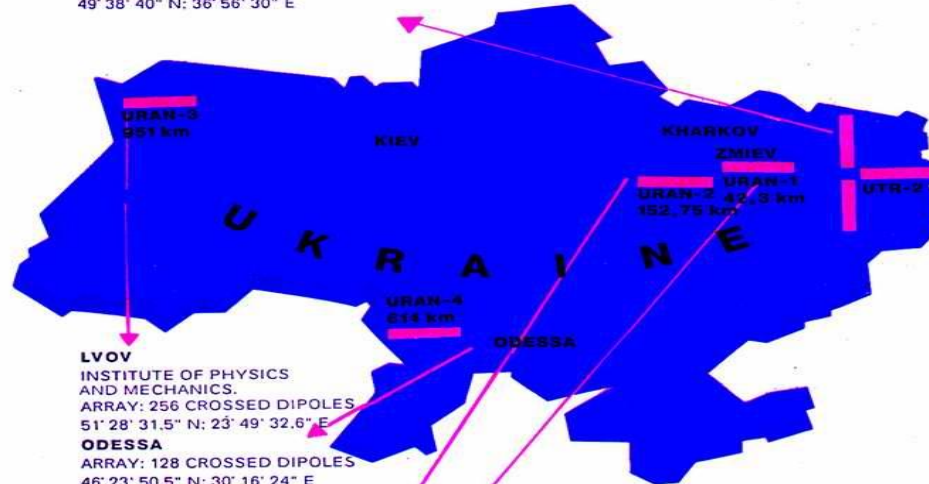 49° 38' 40" N: 36° 56' 30" E
URAN-3
951 km
KIEV
KHARKOV
ZMIEV
URAN-2
152,75 km
URAN-1
42,3 km
UTR-2
UKRAINE
URAN-4
614 km
ODESSA
LVOV
INSTITUTE OF PHYSICS
AND MECHANICS.
ARRAY: 256 CROSSED DIPOLES
51° 28' 31.5" N: 23° 49' 32.6" E
ODESSA
ARRAY: 128 CROSSED DIPOLES
46° 23' 50.5" N: 30° 16' 24" E